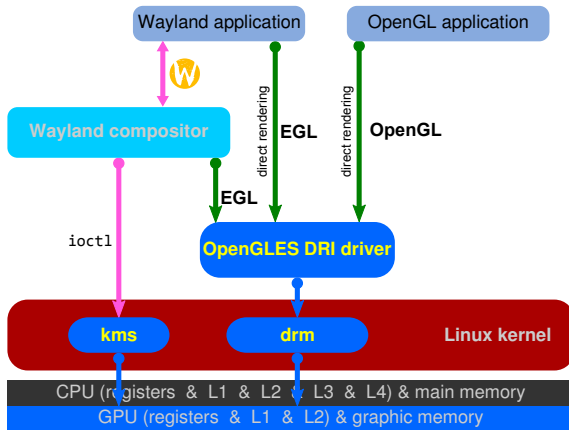 Wayland application
OpenGL application
W
direct rendering
EGL
direct rendering
OpenGL
Wayland compositor
EGL
ioctl
OpenGLES DRI driver
kms
drm
Linux kernel
CPU (registers & L1 & L2 & L3 & L4) & main memory
GPU (registers & L1 & L2) & graphic memory